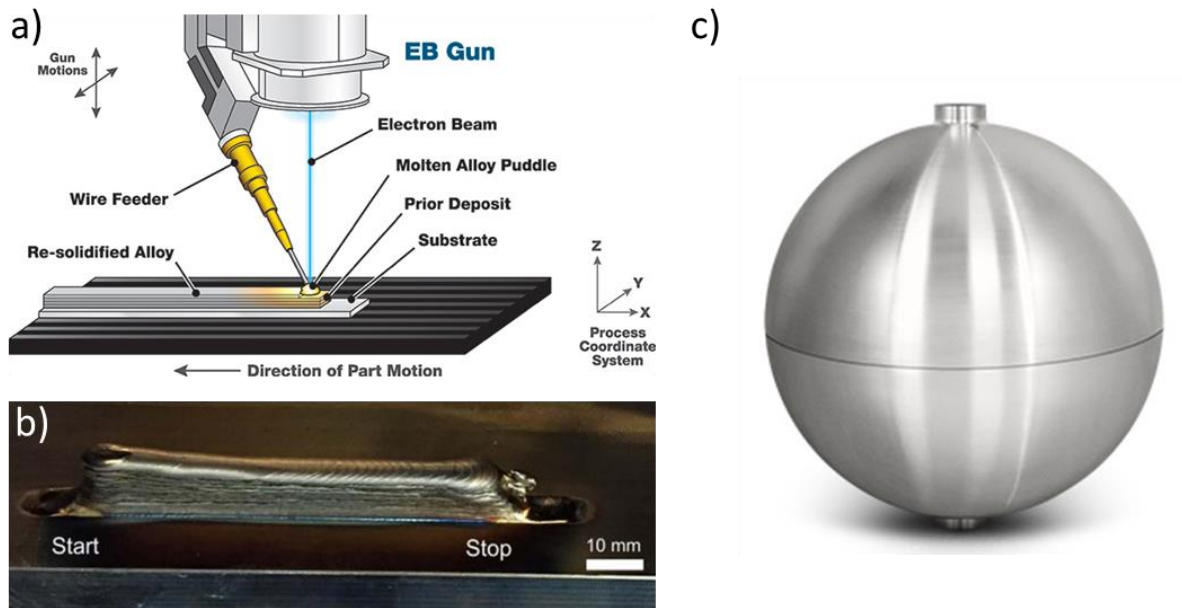 a)
Gun
Motions
EB Gun
Electron Beam
Molten Alloy Puddle
Wire Feeder
Prior Deposit
Substrate
Re-solidified Alloy
Z
Y
X
Process
Coordinate
System
Direction of Part Motion
b)
Start
Stop
10 mm
c)